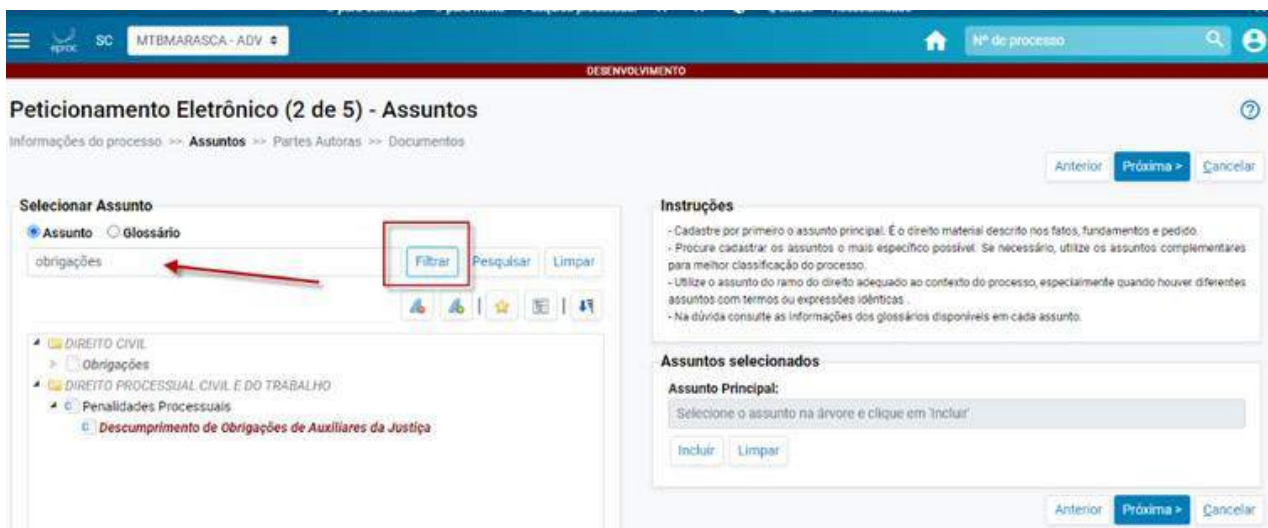 eproc SC MTBMARASCA - ADV Nº de processo
DESENVOLVIMENTO
Peticionamento Eletrônico (2 de 5) - Assuntos
Informações do processo >> Assuntos >> Partes Autoras >> Documentos
Anterior Próxima > Cancelar
Selecionar Assunto
Assunto Glossário
obrigações Filtrar Pesquisar Limpar
DIREITO CIVIL
Obrigações
DIREITO PROCESSUAL CIVIL E DO TRABALHO
C Penalidades Processuais
C Descumprimento de Obrigações de Auxiliares da Justiça
Instruções
- Cadastre por primeiro o assunto principal. É o direito material descrito nos fatos, fundamentos e pedido.
- Procure cadastrar os assuntos o mais específico possível. Se necessário, utilize os assuntos complementares
para melhor classificação do processo.
- Utilize o assunto do ramo do direito adequado ao contexto do processo, especialmente quando houver diferentes
assuntos com termos ou expressões idênticas .
- Na dúvida consulte as informações dos glossários disponíveis em cada assunto.
Assuntos selecionados
Assunto Principal:
Selecione o assunto na árvore e clique em 'Incluir'
Incluir Limpar
Anterior Próxima > Cancelar